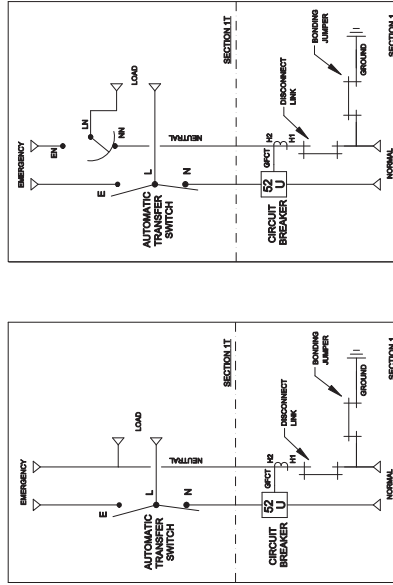 EMERGENCY
EN
LN
NN
LOAD
E
L
N
NEUTRAL
AUTOMATIC
TRANSFER
SWITCH
SECTION 1T
GFCT
H2
H1
52
U
CIRCUIT
BREAKER
DISCONNECT
LINK
BONDING
JUMPER
GROUND
NORMAL
SECTION 1
EMERGENCY
LOAD
E
L
N
NEUTRAL
AUTOMATIC
TRANSFER
SWITCH
SECTION 1T
GFCT
H2
H1
52
U
CIRCUIT
BREAKER
DISCONNECT
LINK
BONDING
JUMPER
GROUND
NORMAL
SECTION 1